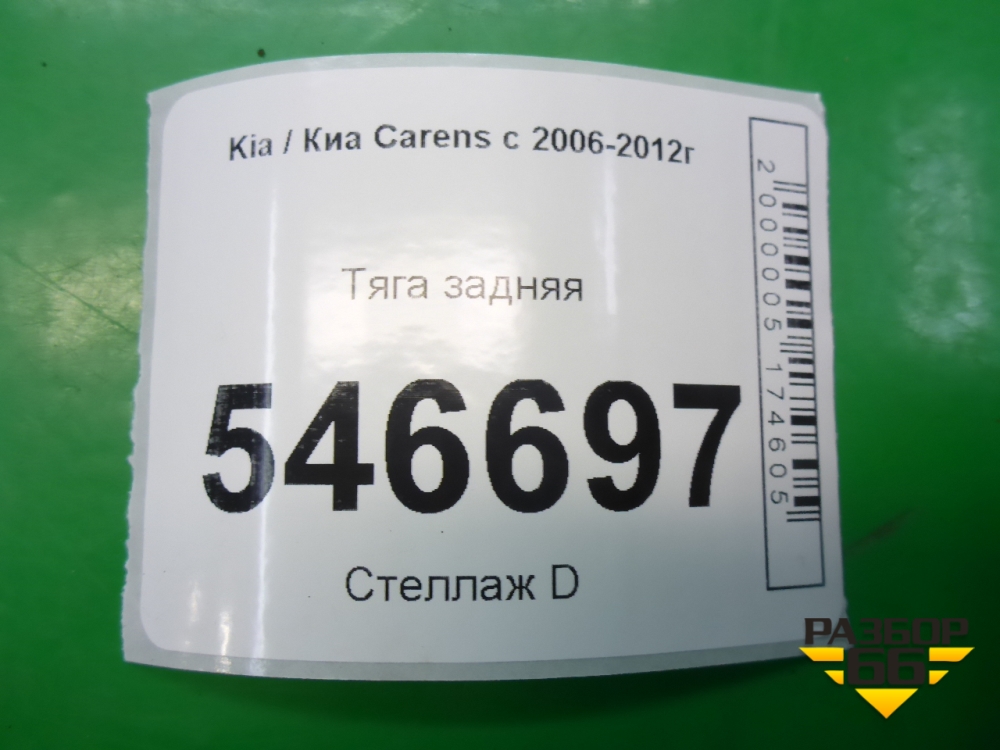 Kia / Киа Carens с 2006-2012г
Тяга задняя
546697
Стеллаж D
2000005174605
РАЗБОР
66